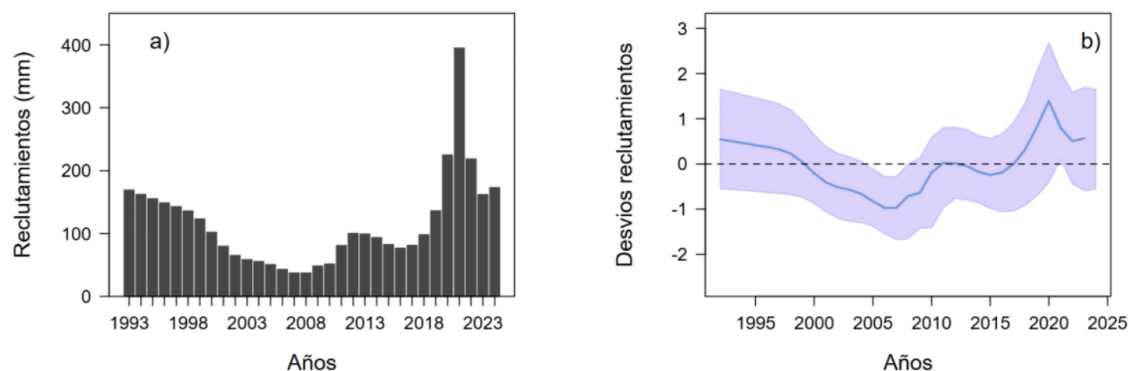 a)
Reclutamientos (mm)
400
300
200
100
0
1993 1998 2003 2008 2013 2018 2023
Años
b)
Desvios reclutamientos
3
2
1
0
-1
-2
1995 2000 2005 2010 2015 2020 2025
Años